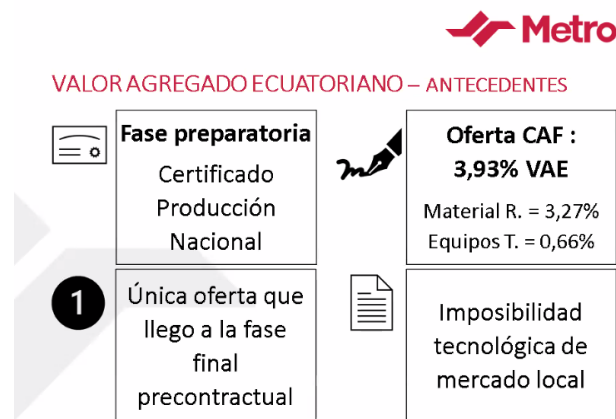 Metro
VALOR AGREGADO ECUATORIANO – ANTECEDENTES
Fase preparatoria
Certificado
Producción
Nacional
Oferta CAF :
3,93% VAE
Material R. = 3,27%
Equipos T. = 0,66%
1
Única oferta que
llego a la fase
final
precontractual
Imposibilidad
tecnológica de
mercado local